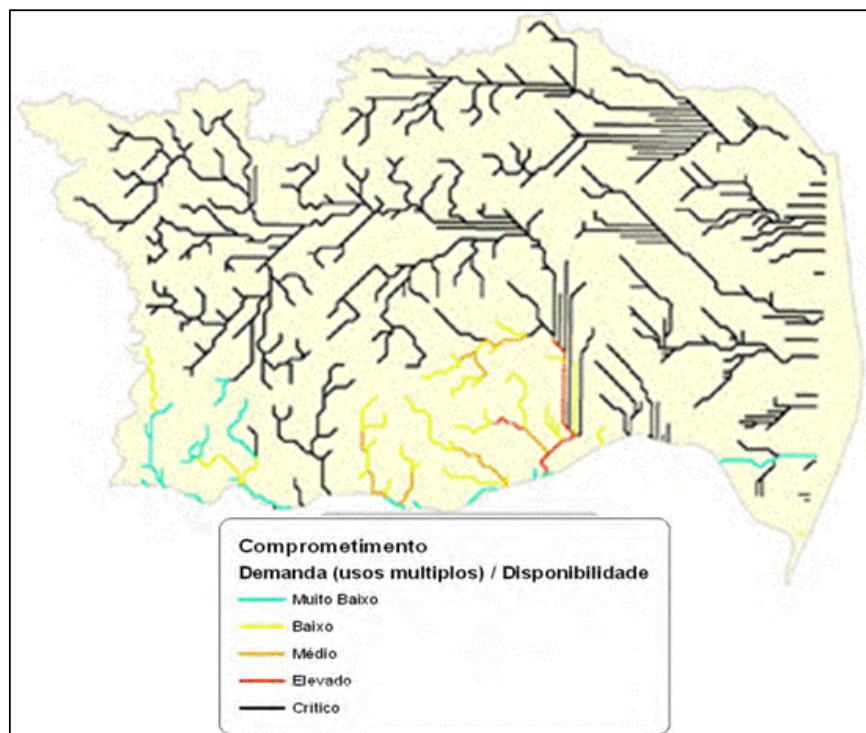 Comprometimento
Demanda (usos multiplos) / Disponibilidade
Muito Baixo
Baixo
Médio
Elevado
Crítico